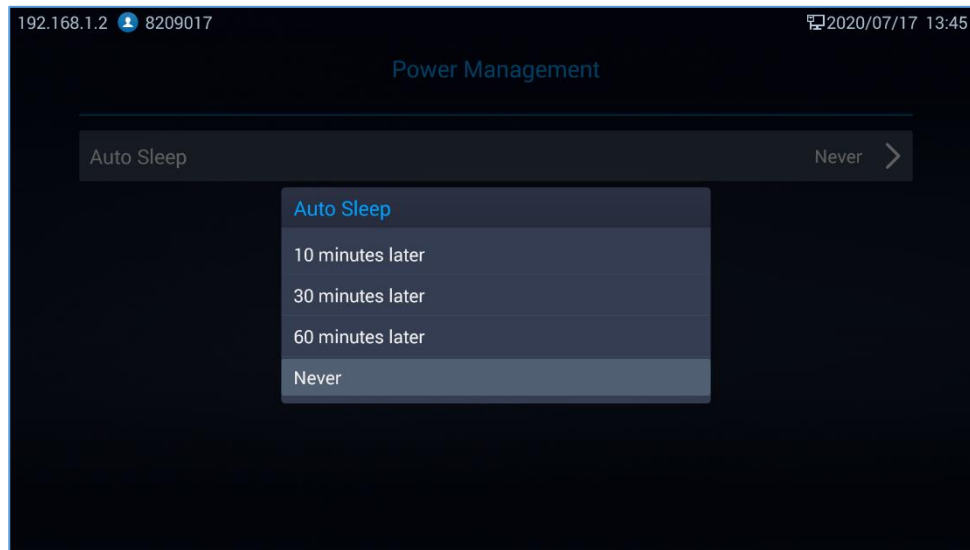 192.168.1.2 8209017 2020/07/17 13:45
Power Management
Auto Sleep Never
Auto Sleep
10 minutes later
30 minutes later
60 minutes later
Never